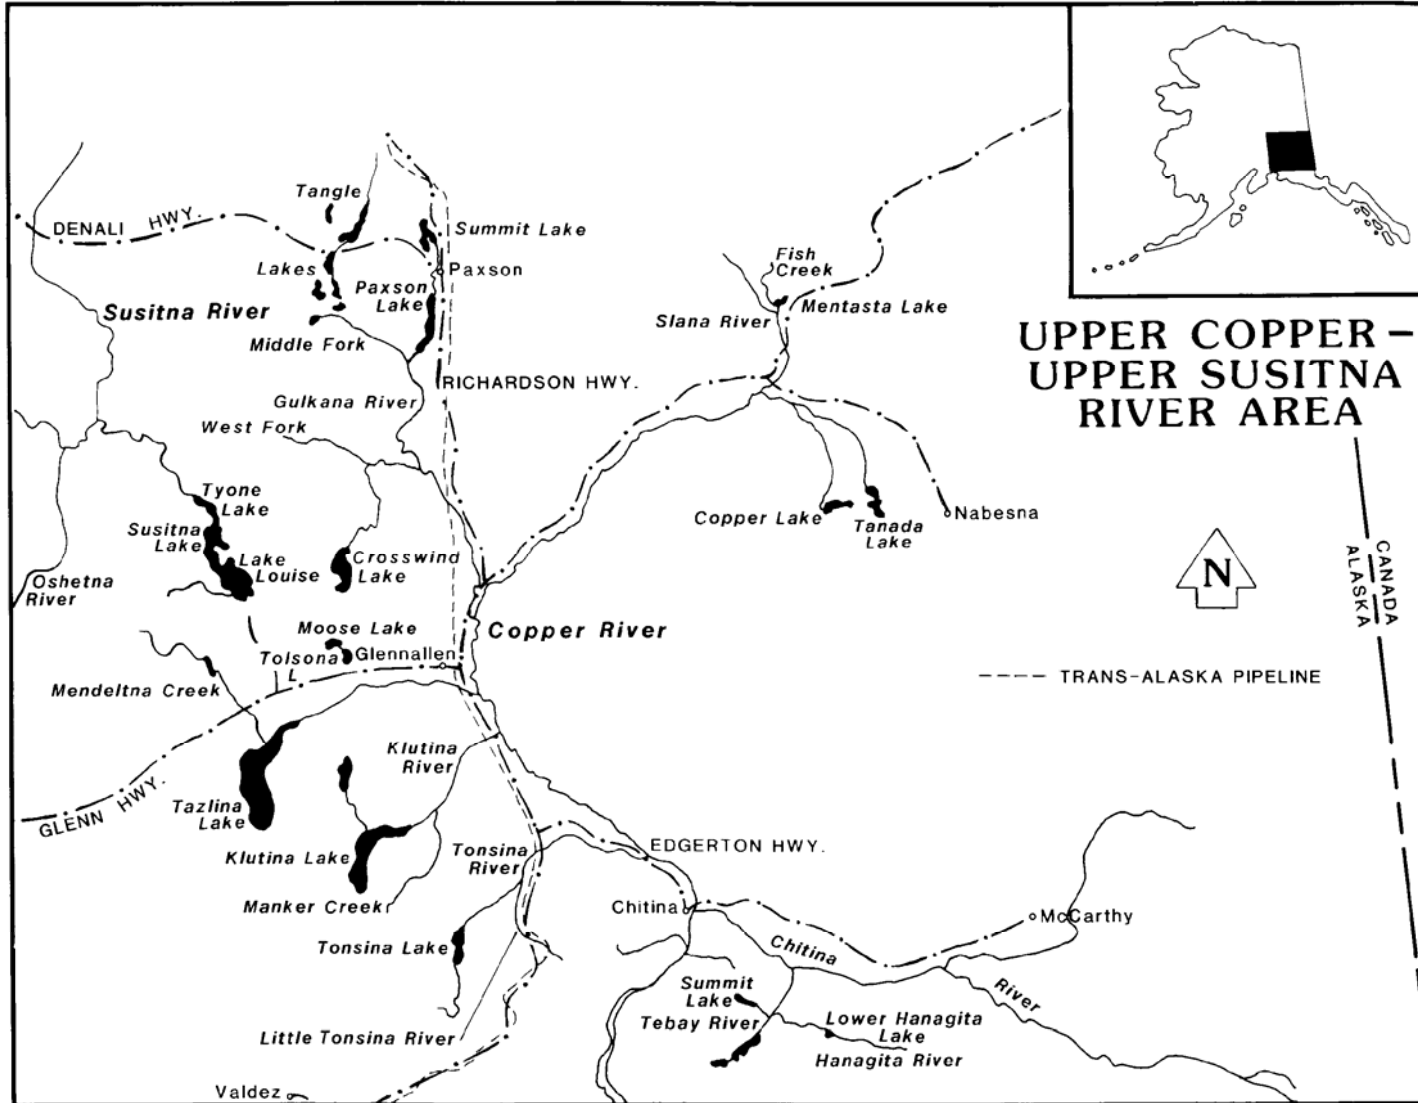 Tangle
DENALI HWY.
Summit Lake
Lakes
Paxson
Paxson
Lake
Susitna River
Middle Fork
Fish
Creek
Slana River
Mentasta Lake
UPPER COPPER –
UPPER SUSITNA
RIVER AREA
RICHARDSON HWY.
Gulkana River
West Fork
Tyone
Lake
Susitna
Lake
Lake
Louise
Crosswind
Lake
Copper Lake
Tanada
Lake
Nabesna
Oshetna
River
N
CANADA
ALASKA
Moose Lake
Copper River
Tolsona
L.
Glennallen
Mendeltna Creek
TRANS-ALASKA PIPELINE
Klutina
River
GLENN HWY.
Tazlina
Lake
Klutina Lake
Tonsina
River
EDGERTON HWY.
Manker Creek
Chitina
McCarthy
Tonsina Lake
Chitina
River
Summit
Lake
Tebay River
Lower Hanagita
Lake
Hanagita River
Little Tonsina River
Valdez